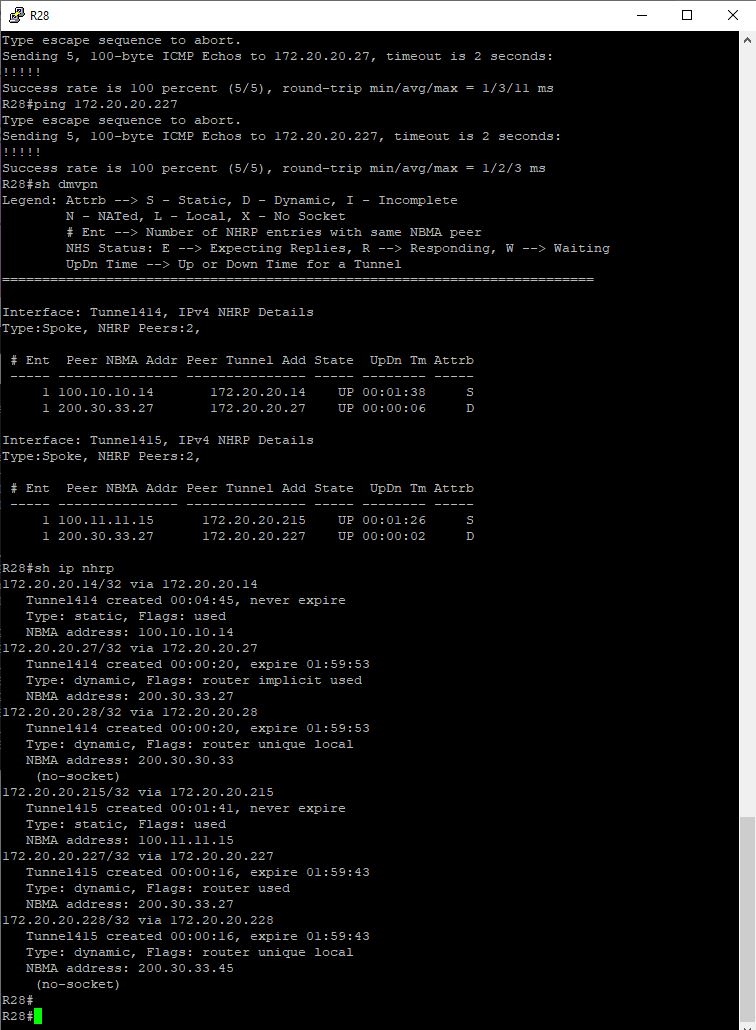 R28
Type escape sequence to abort.
Sending 5, 100-byte ICMP Echos to 172.20.20.27, timeout is 2 seconds:
!!!!!
Success rate is 100 percent (5/5), round-trip min/avg/max = 1/3/11 ms
R28#ping 172.20.20.227
Type escape sequence to abort.
Sending 5, 100-byte ICMP Echos to 172.20.20.227, timeout is 2 seconds:
!!!!!
Success rate is 100 percent (5/5), round-trip min/avg/max = 1/2/3 ms
R28#sh dmvpn
Legend: Attrb --> S - Static, D - Dynamic, I - Incomplete
        N - NATed, L - Local, X - No Socket
        # Ent --> Number of NHRP entries with same NBMA peer
        NHS Status: E --> Expecting Replies, R --> Responding, W --> Waiting
        UpDn Time --> Up or Down Time for a Tunnel
==========================================================================

Interface: Tunnel414, IPv4 NHRP Details
Type:Spoke, NHRP Peers:2,

 # Ent  Peer NBMA Addr Peer Tunnel Add State  UpDn Tm Attrb
 ----- --------------- --------------- ----- -------- -----
     1 100.10.10.14       172.20.20.14    UP 00:01:38     S
     1 200.30.33.27       172.20.20.27    UP 00:00:06     D

Interface: Tunnel415, IPv4 NHRP Details
Type:Spoke, NHRP Peers:2,

 # Ent  Peer NBMA Addr Peer Tunnel Add State  UpDn Tm Attrb
 ----- --------------- --------------- ----- -------- -----
     1 100.11.11.15      172.20.20.215    UP 00:01:26     S
     1 200.30.33.27      172.20.20.227    UP 00:00:02     D

R28#sh ip nhrp
172.20.20.14/32 via 172.20.20.14
   Tunnel414 created 00:04:45, never expire
   Type: static, Flags: used
   NBMA address: 100.10.10.14
172.20.20.27/32 via 172.20.20.27
   Tunnel414 created 00:00:20, expire 01:59:53
   Type: dynamic, Flags: router implicit used
   NBMA address: 200.30.33.27
172.20.20.28/32 via 172.20.20.28
   Tunnel414 created 00:00:20, expire 01:59:53
   Type: dynamic, Flags: router unique local
   NBMA address: 200.30.30.33
    (no-socket)
172.20.20.215/32 via 172.20.20.215
   Tunnel415 created 00:01:41, never expire
   Type: static, Flags: used
   NBMA address: 100.11.11.15
172.20.20.227/32 via 172.20.20.227
   Tunnel415 created 00:00:16, expire 01:59:43
   Type: dynamic, Flags: router used
   NBMA address: 200.30.33.27
172.20.20.228/32 via 172.20.20.228
   Tunnel415 created 00:00:16, expire 01:59:43
   Type: dynamic, Flags: router unique local
   NBMA address: 200.30.33.45
    (no-socket)
R28#
R28#